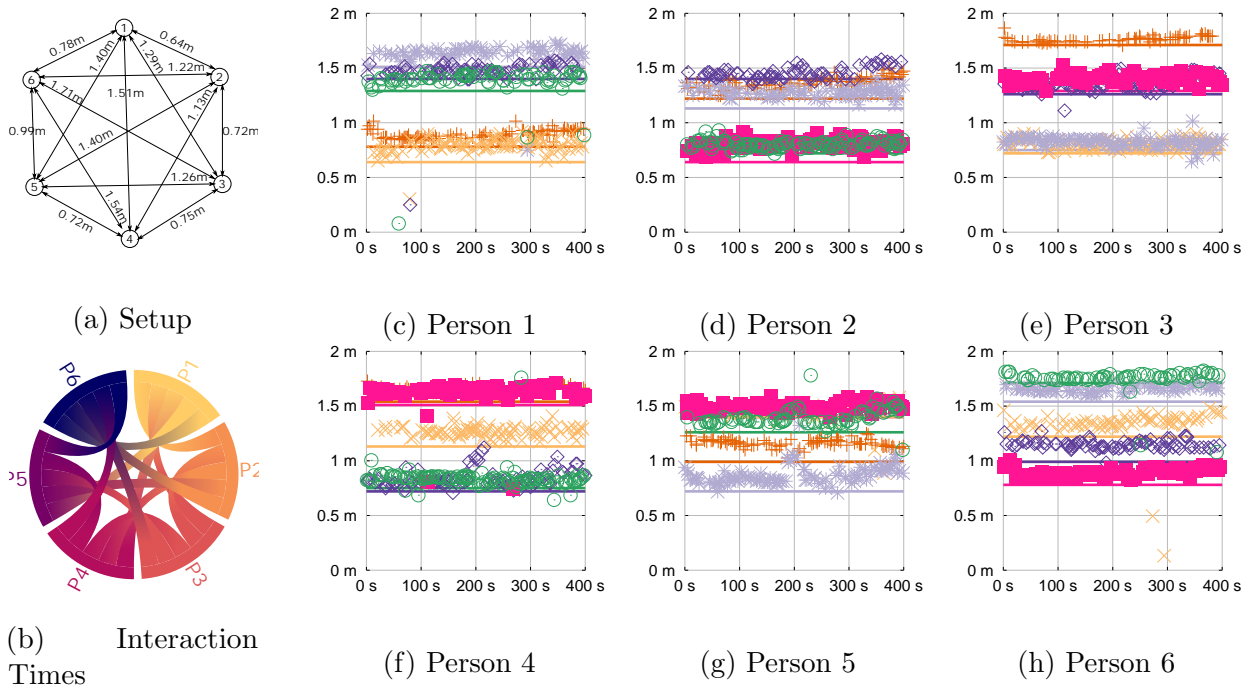 1
0.78m
0.64m
1.40m
1.29m
6
1.22m
2
1.71m
1.51m
1.13m
0.99m
1.40m
0.72m
5
1.26m
3
0.72m
1.54m
0.75m
4
(a) Setup
P6
P1
P5
P2
P4
P3
(b) Interaction
Times
2 m
1.5 m
1 m
0.5 m
0 m
0 s 100 s 200 s 300 s 400 s
(c) Person 1
2 m
1.5 m
1 m
0.5 m
0 m
0 s 100 s 200 s 300 s 400 s
(d) Person 2
2 m
1.5 m
1 m
0.5 m
0 m
0 s 100 s 200 s 300 s 400 s
(e) Person 3
2 m
1.5 m
1 m
0.5 m
0 m
0 s 100 s 200 s 300 s 400 s
(f) Person 4
2 m
1.5 m
1 m
0.5 m
0 m
0 s 100 s 200 s 300 s 400 s
(g) Person 5
2 m
1.5 m
1 m
0.5 m
0 m
0 s 100 s 200 s 300 s 400 s
(h) Person 6